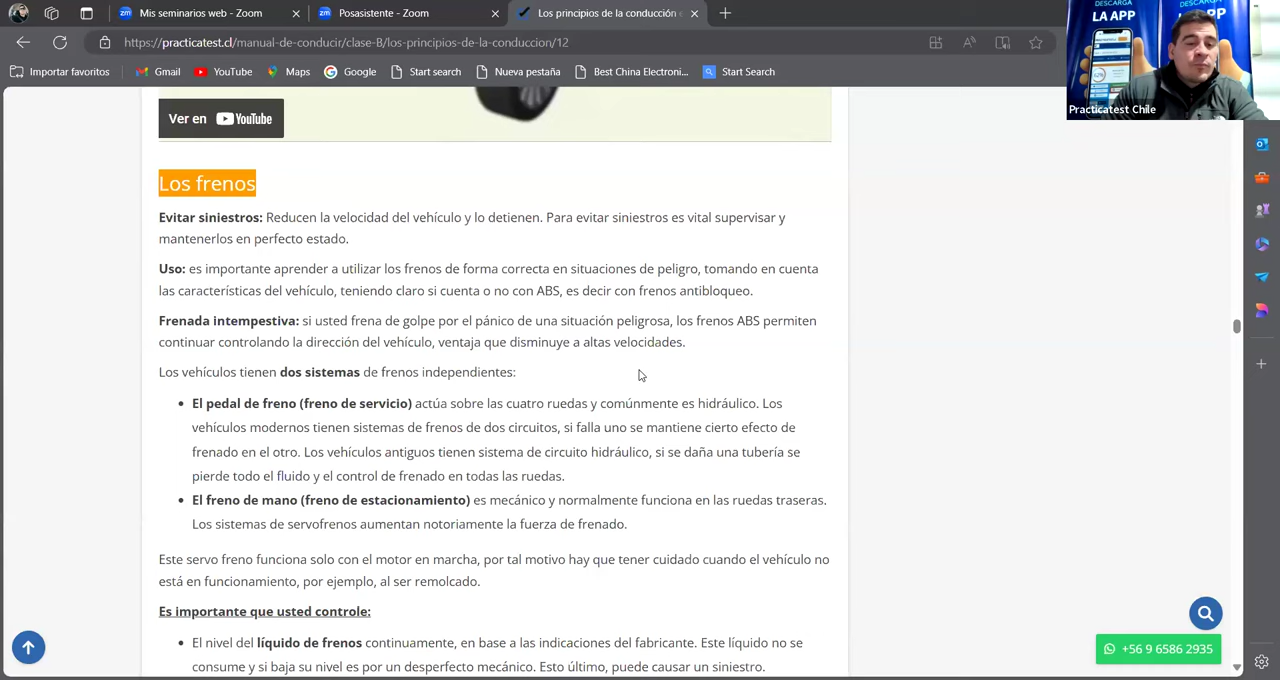 Mis seminarios web - Zoom
Posasistente - Zoom
Los principios de la conducción
https://practicatest.cl/manual-de-conducir/clase-B/los-principios-de-la-conduccion/12
Importar favoritos
Gmail
YouTube
Maps
Google
Start search
Nueva pestaña
Best China Electroni...
Start Search
DESCARGA
LA APP
DESCARGA
LA APP
Practicatest Chile
Ver en YouTube
Los frenos
Evitar siniestros: Reducen la velocidad del vehículo y lo detienen. Para evitar siniestros es vital supervisar y
mantenerlos en perfecto estado.
Uso: es importante aprender a utilizar los frenos de forma correcta en situaciones de peligro, tomando en cuenta
las características del vehículo, teniendo claro si cuenta o no con ABS, es decir con frenos antibloqueo.
Frenada intempestiva: si usted frena de golpe por el pánico de una situación peligrosa, los frenos ABS permiten
continuar controlando la dirección del vehículo, ventaja que disminuye a altas velocidades.
Los vehículos tienen dos sistemas de frenos independientes:
El pedal de freno (freno de servicio) actúa sobre las cuatro ruedas y comúnmente es hidráulico. Los
vehículos modernos tienen sistemas de frenos de dos circuitos, si falla uno se mantiene cierto efecto de
frenado en el otro. Los vehículos antiguos tienen sistema de circuito hidráulico, si se daña una tubería se
pierde todo el fluido y el control de frenado en todas las ruedas.
El freno de mano (freno de estacionamiento) es mecánico y normalmente funciona en las ruedas traseras.
Los sistemas de servofrenos aumentan notoriamente la fuerza de frenado.
Este servo freno funciona solo con el motor en marcha, por tal motivo hay que tener cuidado cuando el vehículo no
está en funcionamiento, por ejemplo, al ser remolcado.
Es importante que usted controle:
El nivel del líquido de frenos continuamente, en base a las indicaciones del fabricante. Este líquido no se
consume y si baja su nivel es por un desperfecto mecánico. Esto último, puede causar un siniestro.
+56 9 6586 2935